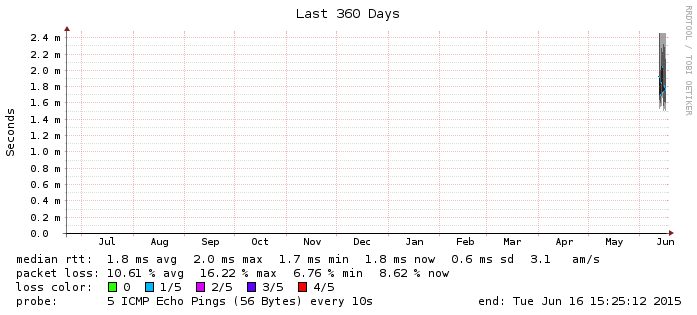 Last 360 Days
RRDTOOL / TOBI OETIKER
Seconds
2.4 m
2.2 m
2.0 m
1.8 m
1.6 m
1.4 m
1.2 m
1.0 m
0.8 m
0.6 m
0.4 m
0.2 m
0.0
Jul Aug Sep Oct Nov Dec Jan Feb Mar Apr May Jun
median rtt: 1.8 ms avg 2.0 ms max 1.7 ms min 1.8 ms now 0.6 ms sd 3.1 am/s
packet loss: 10.61 % avg 16.22 % max 6.76 % min 8.62 % now
loss color: 0 1/5 2/5 3/5 4/5
probe: 5 ICMP Echo Pings (56 Bytes) every 10s end: Tue Jun 16 15:25:12 2015